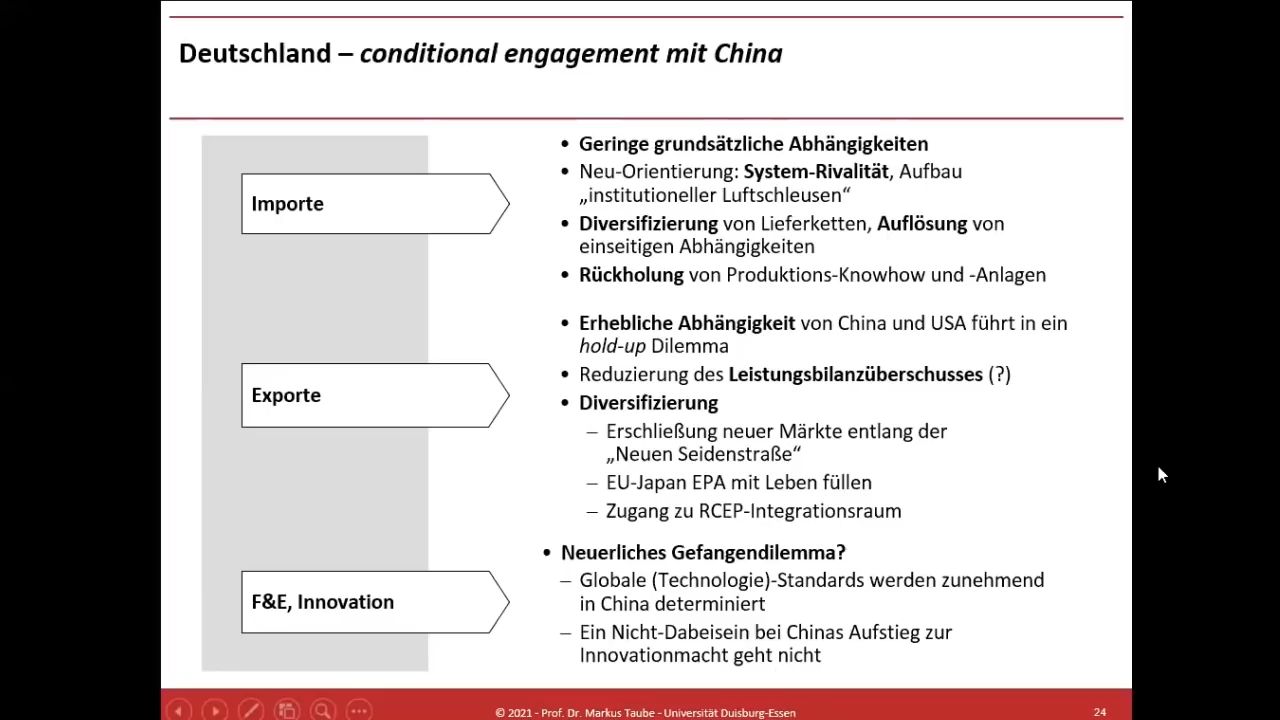 Deutschland – conditional engagement mit China
Importe
• Geringe grundsätzliche Abhängigkeiten
• Neu-Orientierung: System-Rivalität, Aufbau
„institutioneller Luftschleusen“
• Diversifizierung von Lieferketten, Auflösung von
einseitigen Abhängigkeiten
• Rückholung von Produktions-Knowhow und -Anlagen
Exporte
• Erhebliche Abhängigkeit von China und USA führt in ein
hold-up Dilemma
• Reduzierung des Leistungsbilanzüberschusses (?)
• Diversifizierung
– Erschließung neuer Märkte entlang der
„Neuen Seidenstraße“
– EU-Japan EPA mit Leben füllen
– Zugang zu RCEP-Integrationsraum
F&E, Innovation
• Neuerliches Gefangendilemma?
– Globale (Technologie)-Standards werden zunehmend
in China determiniert
– Ein Nicht-Dabeisein bei Chinas Aufstieg zur
Innovationmacht geht nicht
© 2021 - Prof. Dr. Markus Taube - Universität Duisburg-Essen
24